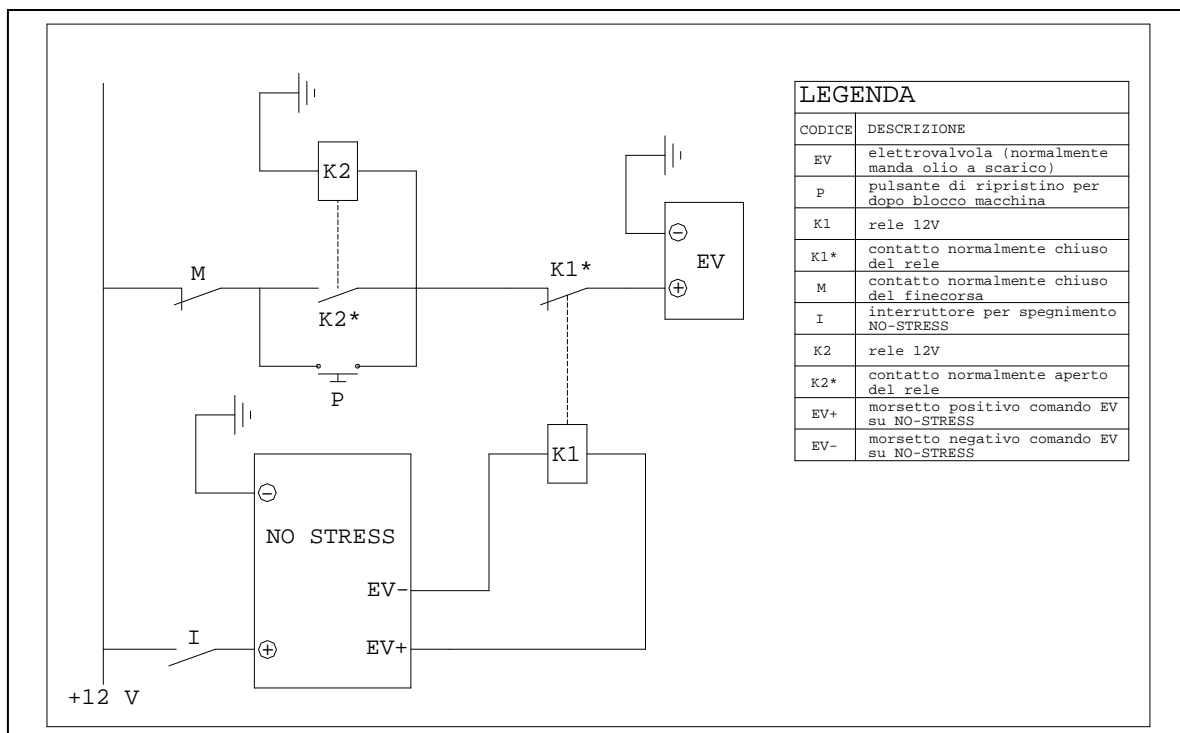 K2
M
K2*
P
K1*
EV
K1
NO STRESS
EV-
EV+
I
+12 V
LEGENDA
CODICE DESCRIZIONE
EV elettrovalvola (normalmente
manda olio a scarico)
P pulsante di ripristino per
dopo blocco macchina
K1 rele 12V
K1* contatto normalmente chiuso
del rele
M contatto normalmente chiuso
del finecorsa
I interruttore per spegnimento
NO-STRESS
K2 rele 12V
K2* contatto normalmente aperto
del rele
EV+ morsetto positivo comando EV
su NO-STRESS
EV- morsetto negativo comando EV
su NO-STRESS